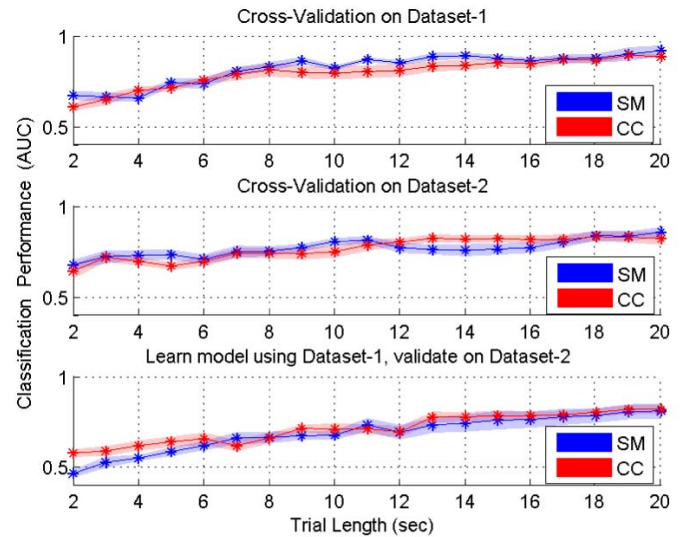 Cross-Validation on Dataset-1
1
0.5
SM
CC
2 4 6 8 10 12 14 16 18 20
Cross-Validation on Dataset-2
1
0.5
SM
CC
2 4 6 8 10 12 14 16 18 20
Learn model using Dataset-1, validate on Dataset-2
1
0.5
SM
CC
2 4 6 8 10 12 14 16 18 20
Trial Length (sec)
Classification Performance (AUC)